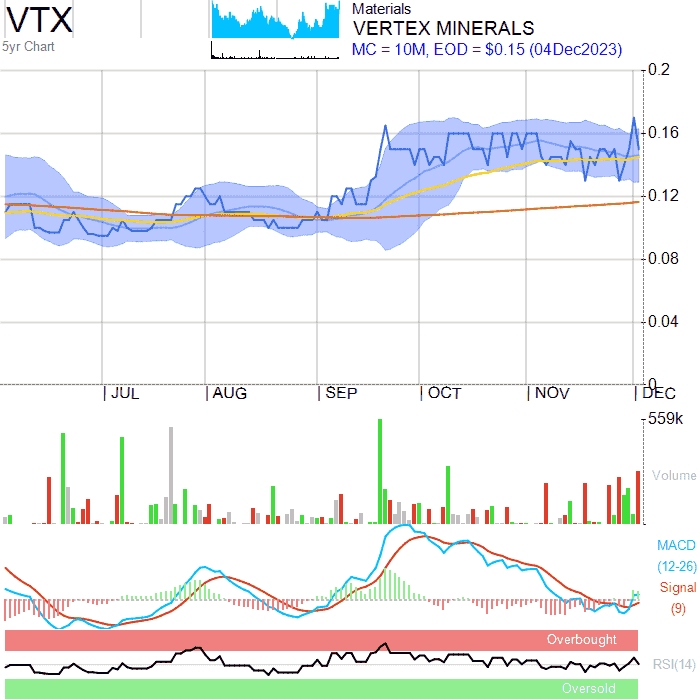 VTX
5yr Chart
Materials
VERTEX MINERALS
MC = 10M, EOD = $0.15 (04Dec2023)
0.2
0.16
0.12
0.08
0.04
0
JUL AUG SEP OCT NOV DEC
559k
Volume
MACD
(12-26)
Signal
(9)
Overbought
RSI(14)
Oversold